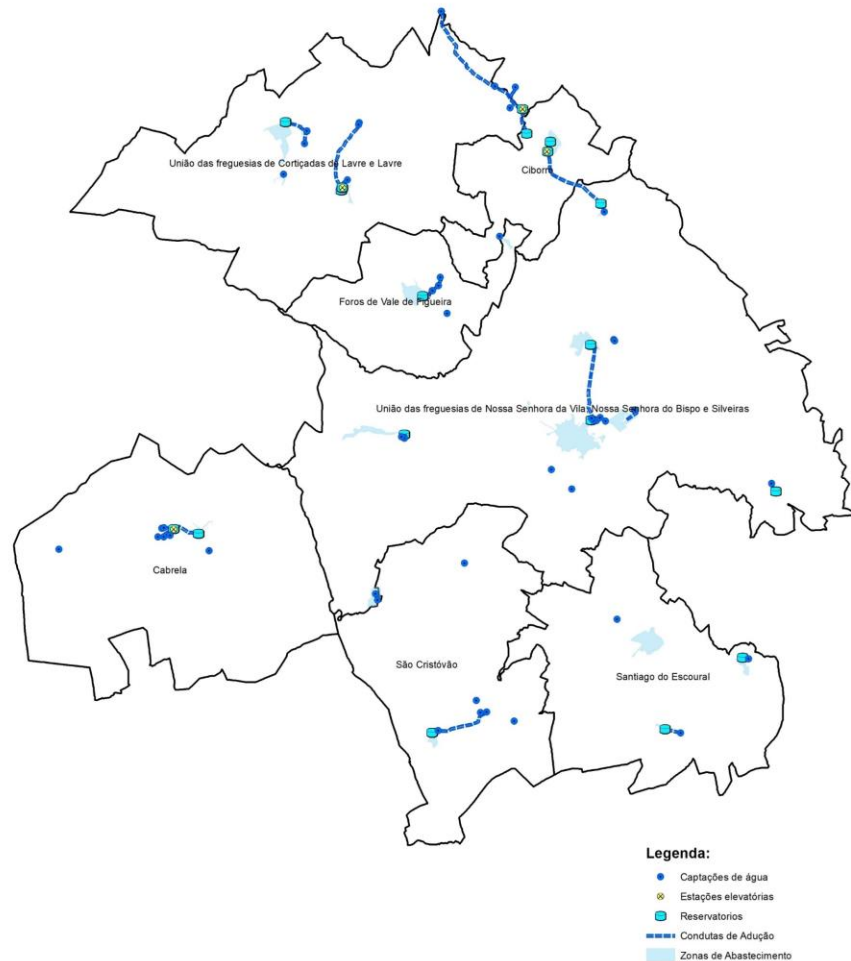 União das freguesias de Cortiçadas de Lavre e Lavre
Ciborro
Foros de Vale de Figueira
União das freguesias de Nossa Senhora da Vila, Nossa Senhora do Bispo e Silveiras
Cabrela
São Cristóvão
Santiago do Escoural
Legenda:
Captações de água
Estações elevatórias
Reservatorios
Condutas de Adução
Zonas de Abastecimento